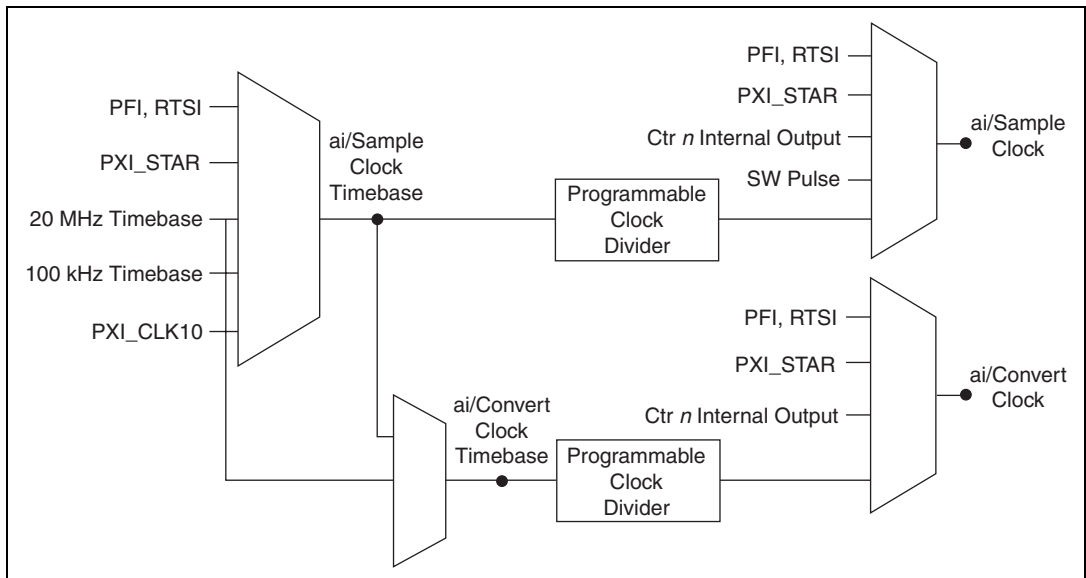 PFI, RTSI
PXI_STAR
20 MHz Timebase
100 kHz Timebase
PXI_CLK10
ai/Sample
Clock
Timebase
Programmable
Clock
Divider
PFI, RTSI
PXI_STAR
Ctr n Internal Output
SW Pulse
ai/Sample
Clock
ai/Convert
Clock
Timebase
Programmable
Clock
Divider
PFI, RTSI
PXI_STAR
Ctr n Internal Output
ai/Convert
Clock